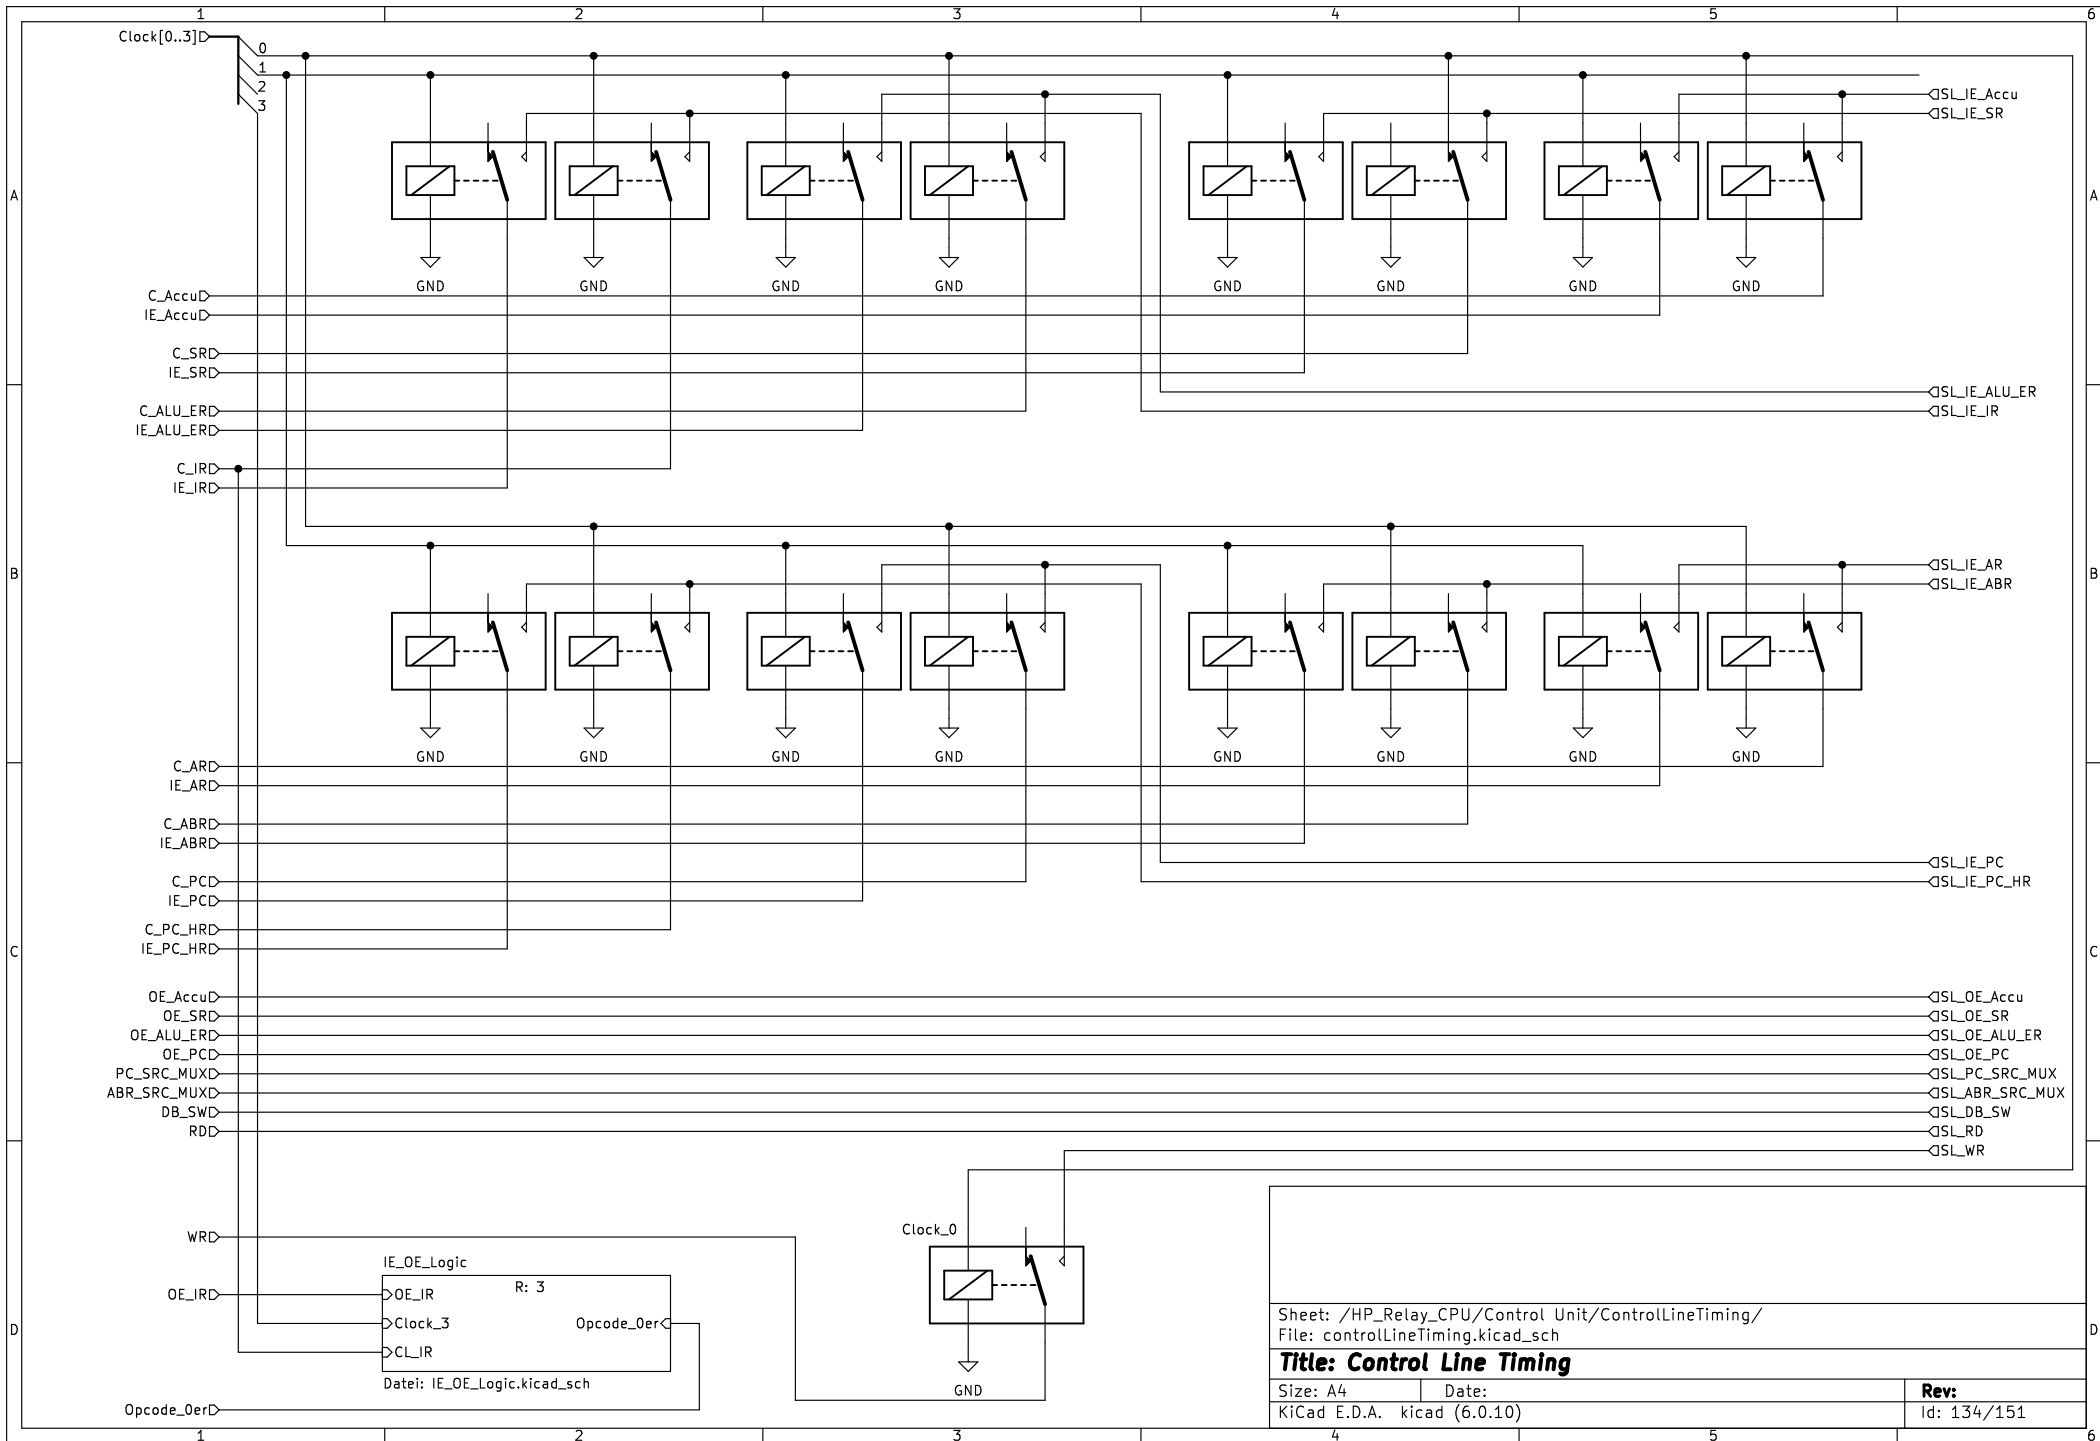 1 2 3 4 5 6
Clock[0..3]
0
1
2
3
SL_IE_Accu
SL_IE_SR
A A
GND GND GND GND GND GND GND GND
C_Accu
IE_Accu
C_SR
IE_SR
SL_IE_ALU_ER
C_ALU_ER SL_IE_IR
IE_ALU_ER
C_IR
IE_IR
SL_IE_AR
B B
SL_IE_ABR
GND GND GND GND GND GND GND GND
C_AR
IE_AR
C_ABR
IE_ABR
SL_IE_PC
C_PC SL_IE_PC_HR
IE_PC
C_PC_HR
IE_PC_HR
C C
OE_Accu SL_OE_Accu
OE_SR SL_OE_SR
OE_ALU_ER SL_OE_ALU_ER
OE_PC SL_OE_PC
PC_SRC_MUX SL_PC_SRC_MUX
ABR_SRC_MUX SL_ABR_SRC_MUX
DB_SW SL_DB_SW
RD SL_RD
SL_WR
Clock_0
WR
IE_OE_Logic
R: 3
OE_IR OE_IR
Clock_3 Opcode_0er
CL_IR
Datei: IE_OE_Logic.kicad_sch
GND
Opcode_0er
D D
Sheet: /HP_Relay_CPU/Control Unit/ControlLineTiming/
File: controlLineTiming.kicad_sch
Title: Control Line Timing
Size: A4 Date: Rev:
KiCad E.D.A. kicad (6.0.10) Id: 134/151
1 2 3 4 5 6